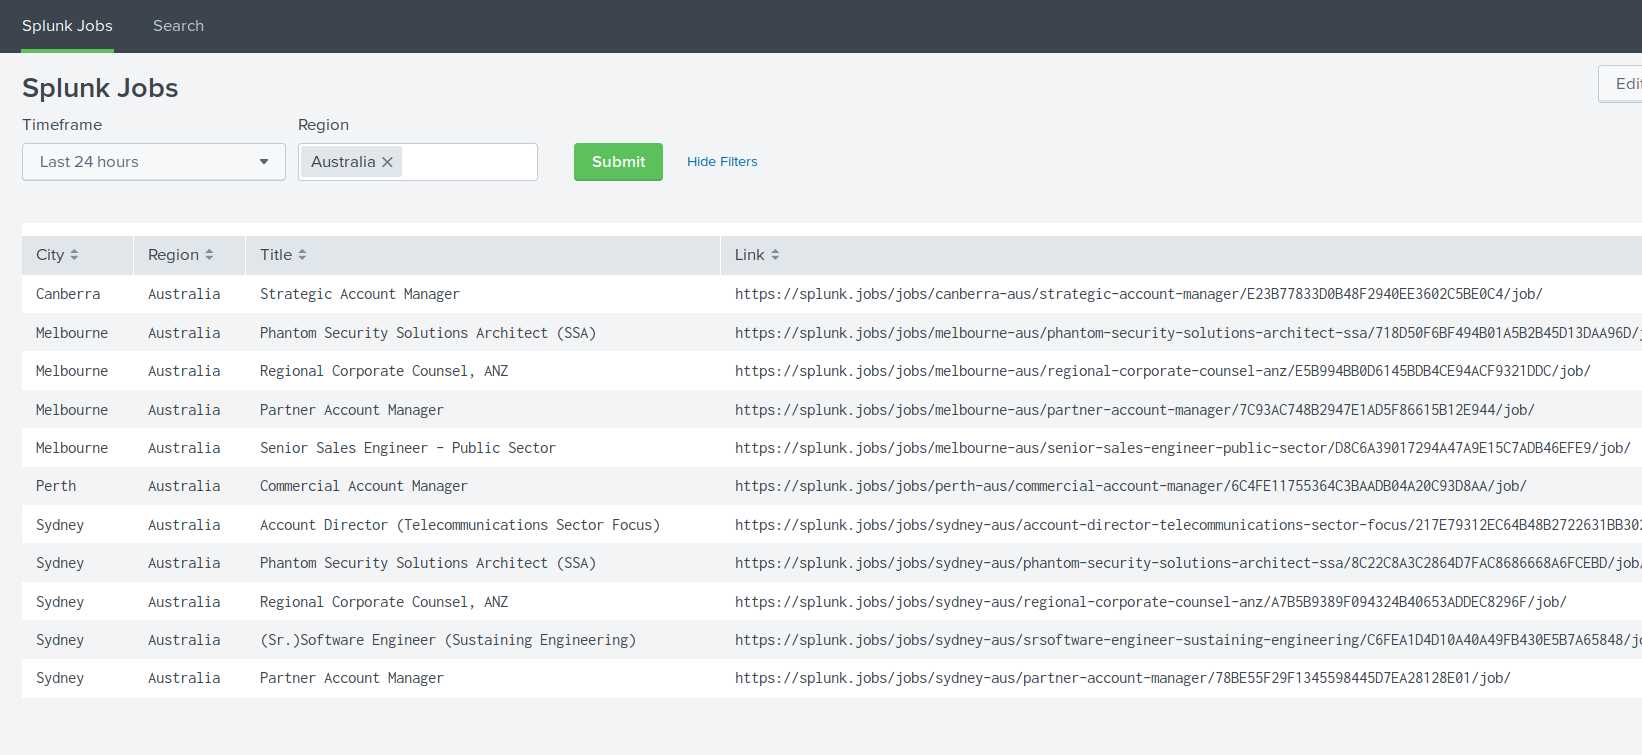 Splunk Jobs Search
Splunk Jobs
Edit
Timeframe Region
Last 24 hours Australia Submit Hide Filters
City Region Title Link
Canberra Australia Strategic Account Manager https://splunk.jobs/jobs/canberra-aus/strategic-account-manager/E23B77833D0B48F2940EE3602C5BE0C4/job/
Melbourne Australia Phantom Security Solutions Architect (SSA) https://splunk.jobs/jobs/melbourne-aus/phantom-security-solutions-architect-ssa/718D50F6BF494B01A5B2B45D13DAA96D/j
Melbourne Australia Regional Corporate Counsel, ANZ https://splunk.jobs/jobs/melbourne-aus/regional-corporate-counsel-anz/E5B994BB0D6145BDB4CE94ACF9321DDC/job/
Melbourne Australia Partner Account Manager https://splunk.jobs/jobs/melbourne-aus/partner-account-manager/7C93AC748B2947E1AD5F86615B12E944/job/
Melbourne Australia Senior Sales Engineer – Public Sector https://splunk.jobs/jobs/melbourne-aus/senior-sales-engineer-public-sector/D8C6A39017294A47A9E15C7ADB46EFE9/job/
Perth Australia Commercial Account Manager https://splunk.jobs/jobs/perth-aus/commercial-account-manager/6C4FE11755364C3BAADB04A20C93D8AA/job/
Sydney Australia Account Director (Telecommunications Sector Focus) https://splunk.jobs/jobs/sydney-aus/account-director-telecommunications-sector-focus/217E79312EC64B48B2722631BB302
Sydney Australia Phantom Security Solutions Architect (SSA) https://splunk.jobs/jobs/sydney-aus/phantom-security-solutions-architect-ssa/8C22C8A3C2864D7FAC8686668A6FCEBD/job/
Sydney Australia Regional Corporate Counsel, ANZ https://splunk.jobs/jobs/sydney-aus/regional-corporate-counsel-anz/A7B5B9389F094324B40653ADDEC8296F/job/
Sydney Australia (Sr.)Software Engineer (Sustaining Engineering) https://splunk.jobs/jobs/sydney-aus/srsoftware-engineer-sustaining-engineering/C6FEA1D4D10A40A49FB430E5B7A65848/jo
Sydney Australia Partner Account Manager https://splunk.jobs/jobs/sydney-aus/partner-account-manager/78BE55F29F1345598445D7EA28128E01/job/